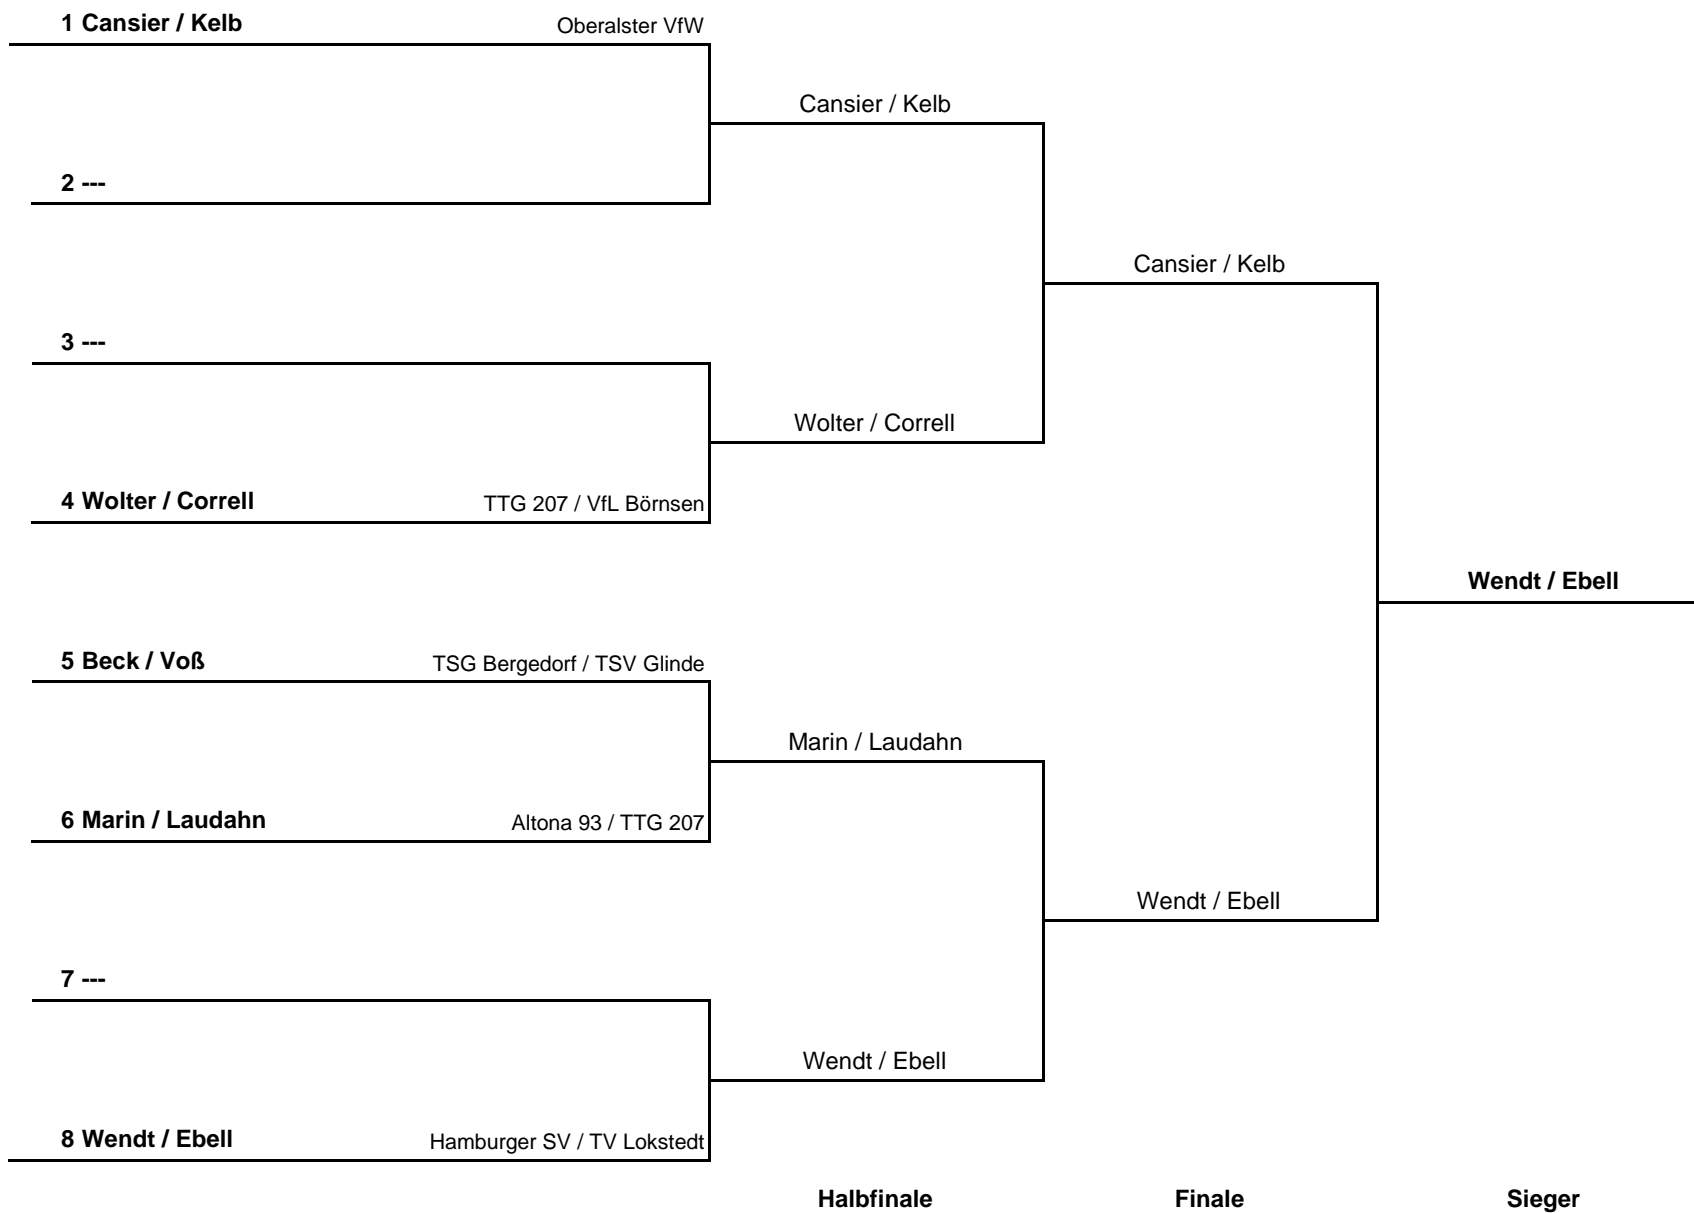 1 Cansier / Kelb Oberalster VfW
Cansier / Kelb
2 ---
Cansier / Kelb
3 ---
Wolter / Correll
4 Wolter / Correll TTG 207 / VfL Börnsen
Wendt / Ebell
5 Beck / Voß TSG Bergedorf / TSV Glinde
Marin / Laudahn
6 Marin / Laudahn Altona 93 / TTG 207
Wendt / Ebell
7 ---
Wendt / Ebell
8 Wendt / Ebell Hamburger SV / TV Lokstedt
Halbfinale Finale Sieger